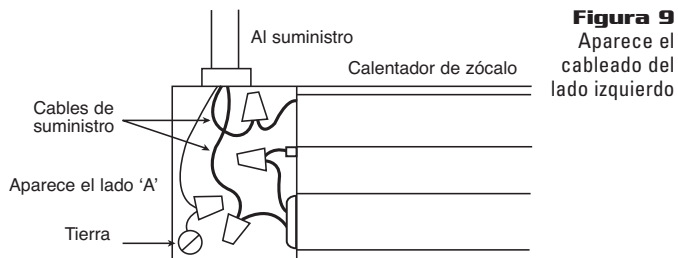 Al suministro
Calentador de zócalo
Cables de
suministro
Aparece el lado ‘A’
Tierra
Figura 9
Aparece el
cableado del
lado izquierdo